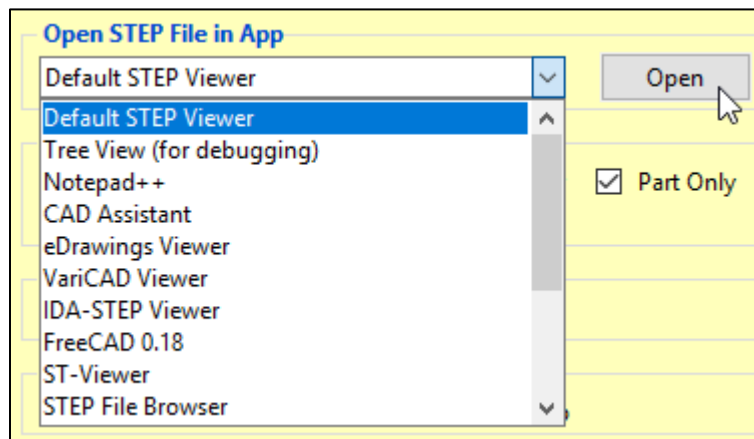 Open STEP File in App
Default STEP Viewer
Open
Default STEP Viewer
Tree View (for debugging)
Notepad++
Part Only
CAD Assistant
eDrawings Viewer
VariCAD Viewer
IDA-STEP Viewer
FreeCAD 0.18
ST-Viewer
STEP File Browser